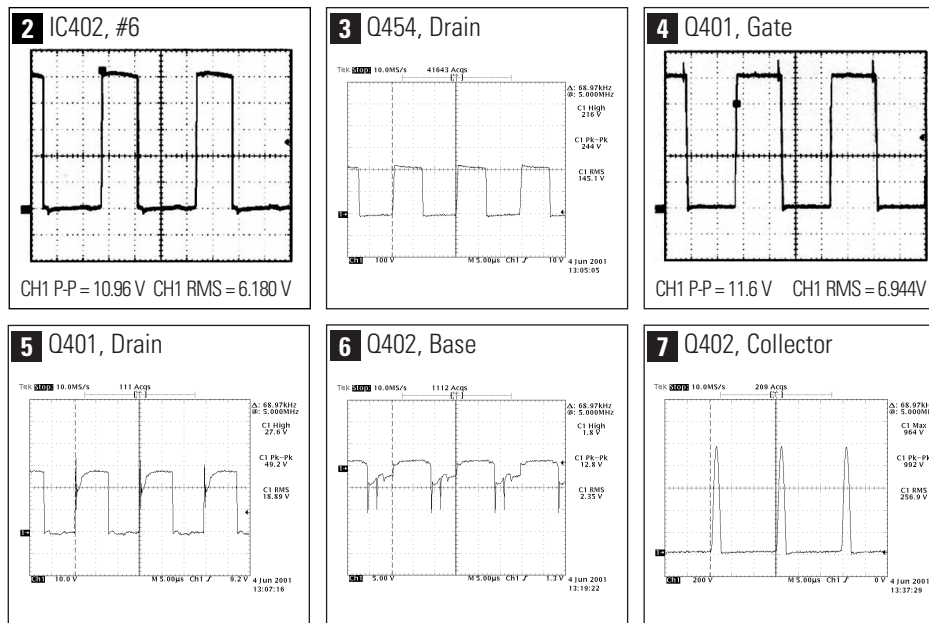 2 IC402, #6
CH1 P-P = 10.96 V CH1 RMS = 6.180 V
3 Q454, Drain
Tek Stop: 10.0MS/s 41643 Acqs
[T]
Δ: 68.97kHz
@: 5.000MHz
C1 High
216 V
C1 Pk-Pk
244 V
C1 RMS
145.1 V
1→
Ch1 100 V M 5.00µs Ch1 ʃ 10 V
4 Jun 2001
13:05:05
4 Q401, Gate
CH1 P-P = 11.6 V CH1 RMS = 6.944V
5 Q401, Drain
Tek Stop: 10.0MS/s 111 Acqs
[T]
Δ: 68.97kHz
@: 5.000MHz
C1 High
27.6 V
C1 Pk-Pk
49.2 V
C1 RMS
18.89 V
1→
Ch1 10.0 V M 5.00µs Ch1 ʃ 9.2 V
4 Jun 2001
13:07:16
6 Q402, Base
Tek Stop: 10.0MS/s 1112 Acqs
[T]
Δ: 68.97kHz
@: 5.000MHz
C1 High
1.8 V
C1 Pk-Pk
12.8 V
C1 RMS
2.35 V
1→
Ch1 5.00 V M 5.00µs Ch1 ʃ 1.3 V
4 Jun 2001
13:19:22
7 Q402, Collector
Tek Stop: 10.0MS/s 209 Acqs
[T]
Δ: 68.97kHz
@: 5.000MHz
C1 Max
964 V
C1 Pk-Pk
992 V
C1 RMS
256.9 V
1→
Ch1 200 V M 5.00µs Ch1 ʃ 0 V
4 Jun 2001
13:37:29